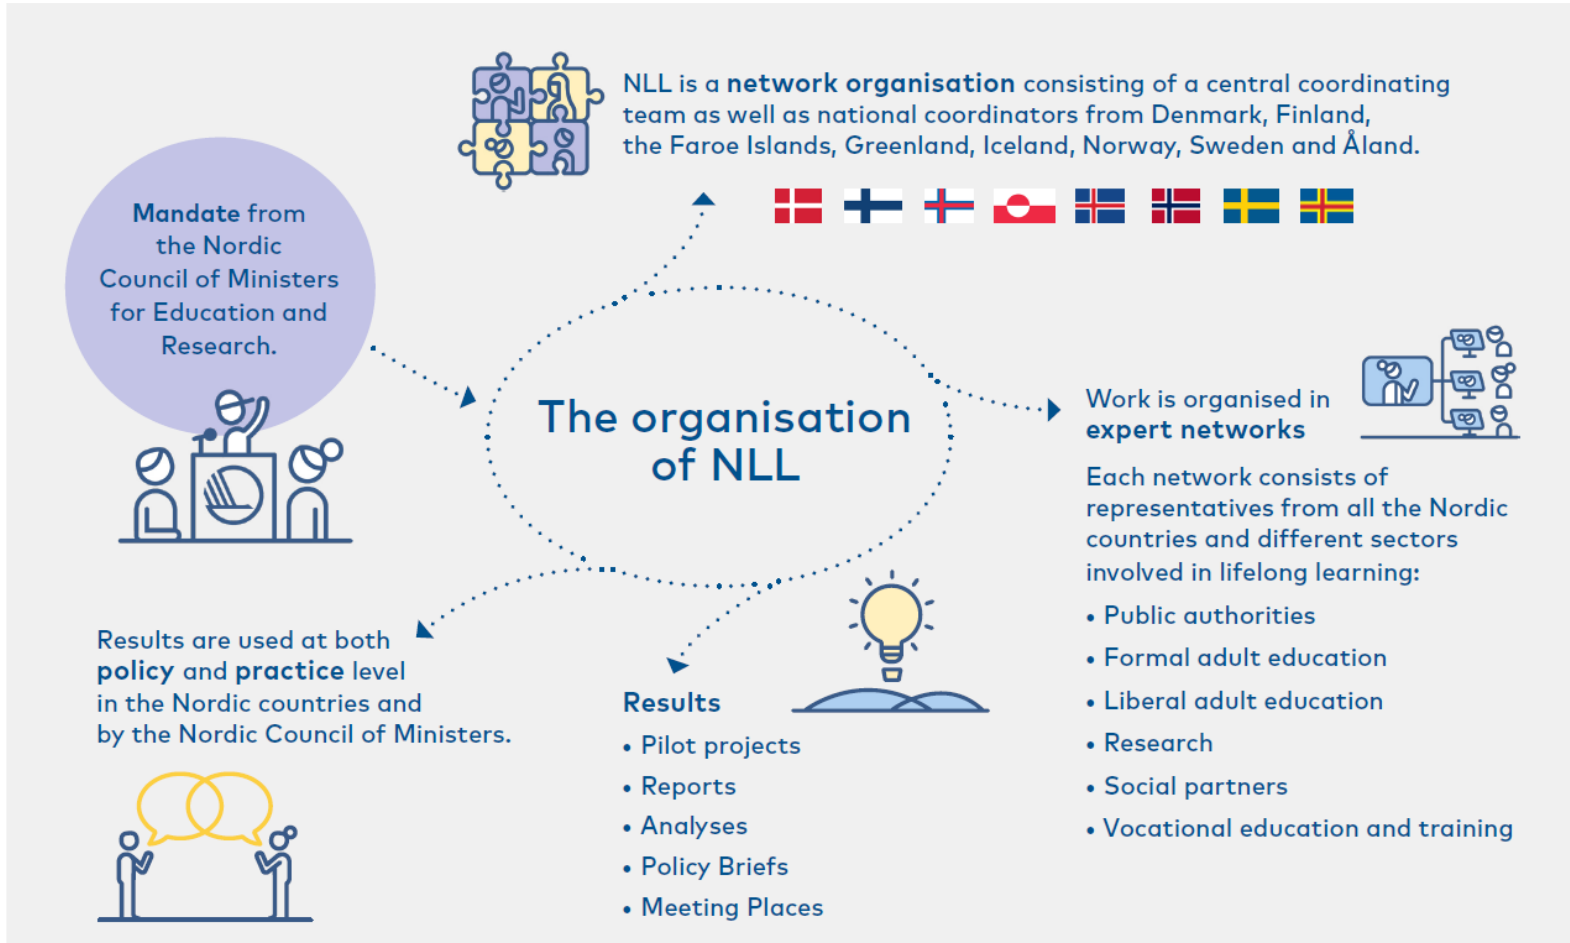 NLL is a network organisation consisting of a central coordinating
team as well as national coordinators from Denmark, Finland,
the Faroe Islands, Greenland, Iceland, Norway, Sweden and Åland.
Mandate from
the Nordic
Council of Ministers
for Education and
Research.
The organisation
of NLL
Work is organised in
expert networks
Each network consists of
representatives from all the Nordic
countries and different sectors
involved in lifelong learning:
• Public authorities
• Formal adult education
• Liberal adult education
• Research
• Social partners
• Vocational education and training
Results
• Pilot projects
• Reports
• Analyses
• Policy Briefs
• Meeting Places
Results are used at both
policy and practice level
in the Nordic countries and
by the Nordic Council of Ministers.